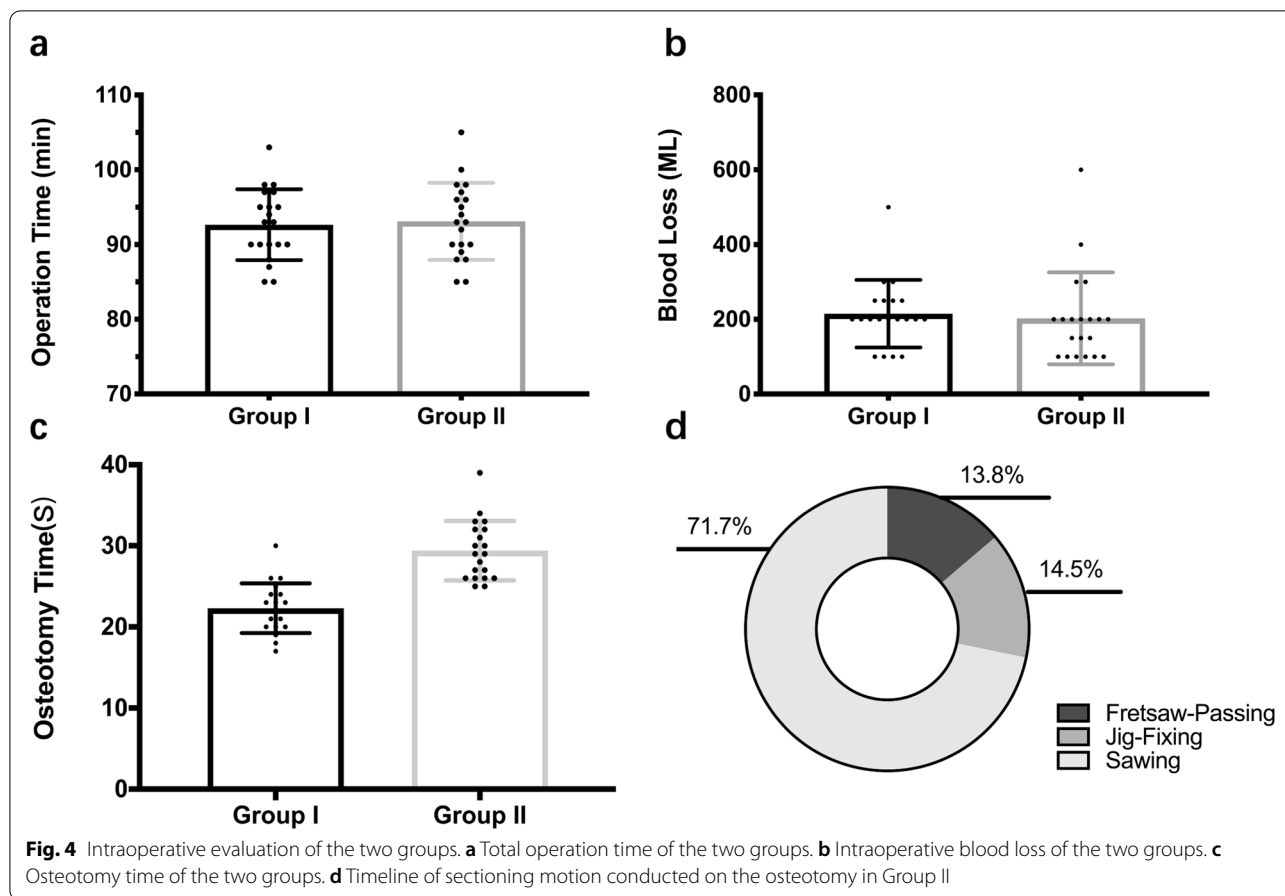 a
Operation Time (min)
110
100
90
80
70
Group I
Group II
b
Blood Loss (ML)
800
600
400
200
0
Group I
Group II
c
Osteotomy Time(S)
40
30
20
10
0
Group I
Group II
d
13.8%
71.7%
14.5%
Fretsaw-Passing
Jig-Fixing
Sawing
Fig. 4 Intraoperative evaluation of the two groups. a Total operation time of the two groups. b Intraoperative blood loss of the two groups. c
Osteotomy time of the two groups. d Timeline of sectioning motion conducted on the osteotomy in Group II